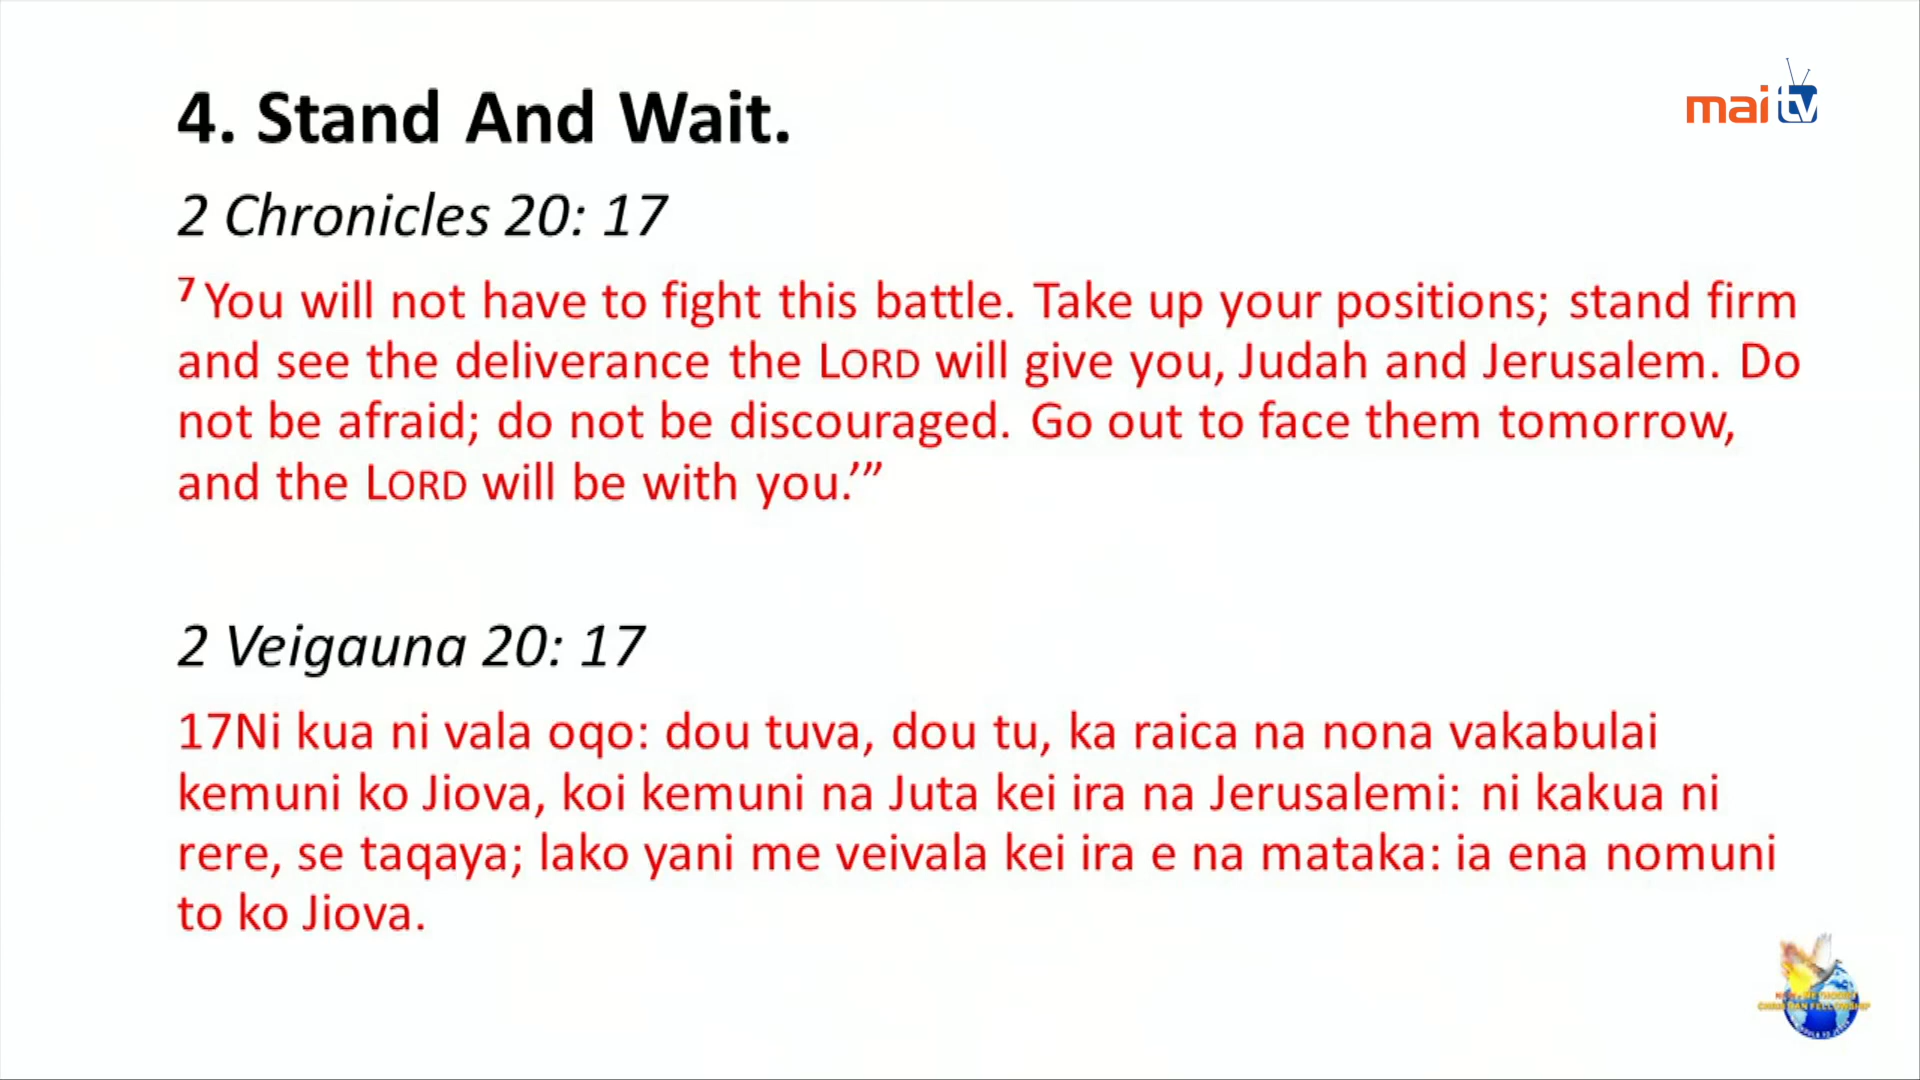 4. Stand And Wait.
mai tv
2 Chronicles 20: 17
7 You will not have to fight this battle. Take up your positions; stand firm
and see the deliverance the LORD will give you, Judah and Jerusalem. Do
not be afraid; do not be discouraged. Go out to face them tomorrow,
and the LORD will be with you.’”
2 Veigauna 20: 17
17Ni kua ni vala oqo: dou tuva, dou tu, ka raica na nona vakabulai
kemuni ko Jiova, koi kemuni na Juta kei ira na Jerusalemi: ni kakua ni
rere, se taqaya; lako yani me veivala kei ira e na mataka: ia ena nomuni
to ko Jiova.
CHRISTIAN FELLOWSHIP